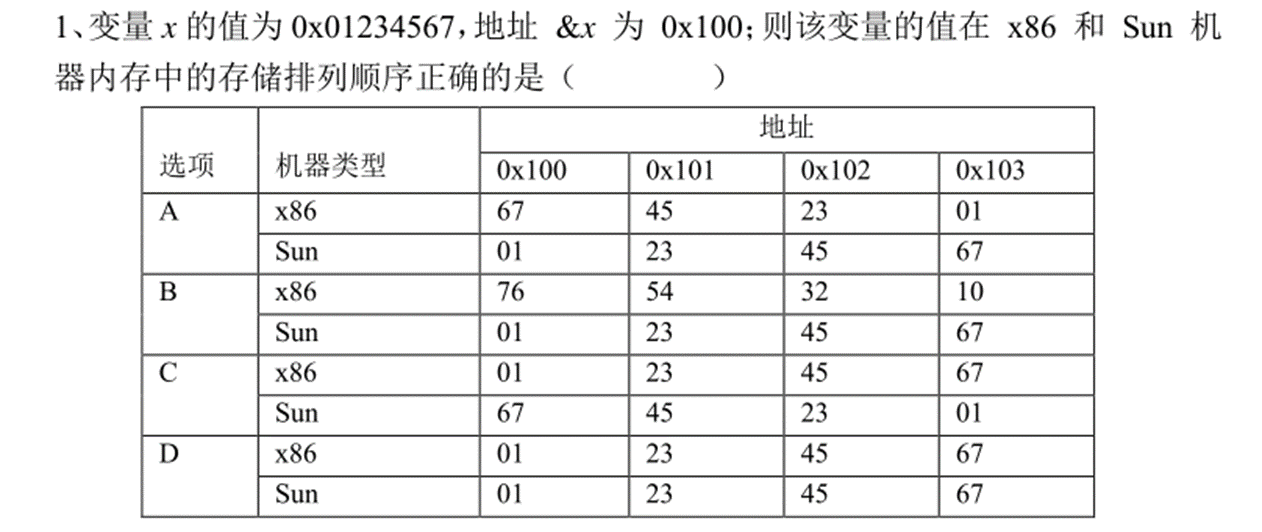 1、变量 x 的值为 0x01234567，地址 &x 为 0x100；则该变量的值在 x86 和 Sun 机
器内存中的存储排列顺序正确的是（ ）
地址
选项 机器类型 0x100 0x101 0x102 0x103
A x86 67 45 23 01
Sun 01 23 45 67
B x86 76 54 32 10
Sun 01 23 45 67
C x86 01 23 45 67
Sun 67 45 23 01
D x86 01 23 45 67
Sun 01 23 45 67